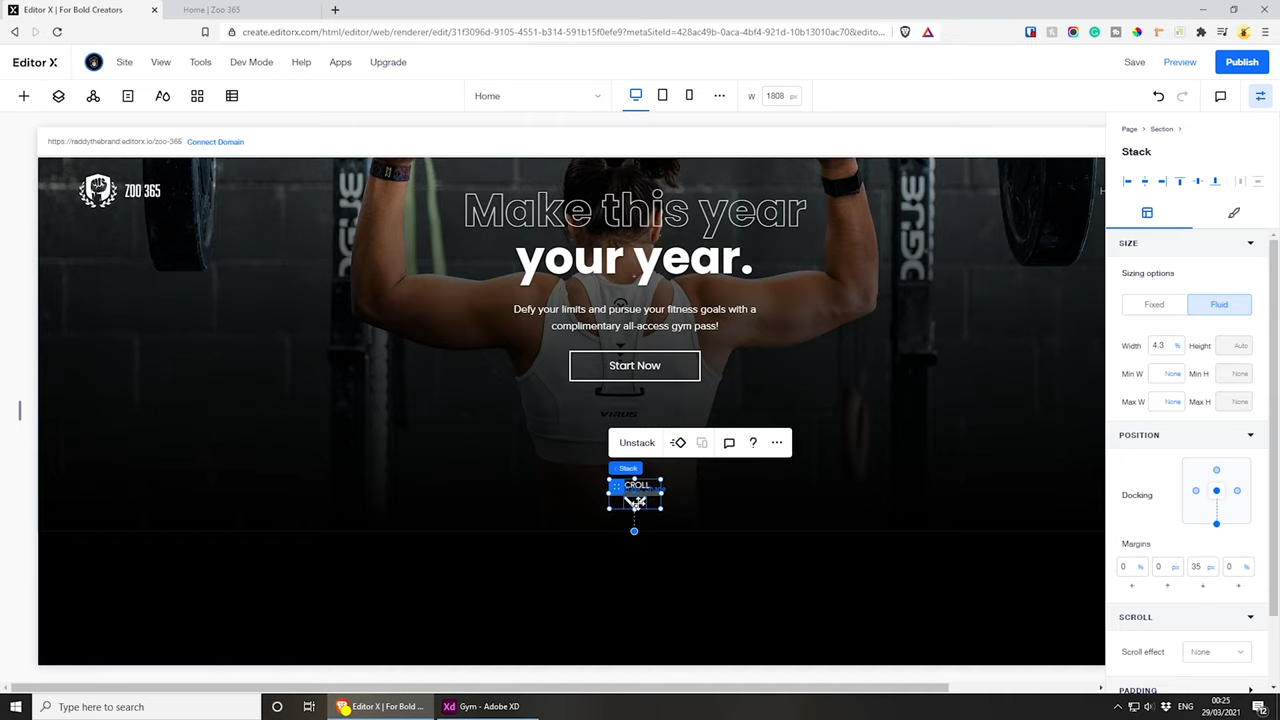 Editor X | For Bold Creators
Home | Zoo 365
create.editorx.com/html/editor/web/renderer/edit/31f3096d-9105-4551-b314-591b15f0efe9?metaSiteId=428ac49b-0aca-4bf4-921d-10b13010ac70&edito...
Editor X
Site
View
Tools
Dev Mode
Help
Apps
Upgrade
Save
Preview
Publish
Home
W
1808 px
https://raddythebrand.editorx.io/zoo-365
Connect Domain
Page
Section
Stack
ZOO 365
Make this year
your year.
Defy your limits and pursue your fitness goals with a
complimentary all-access gym pass!
Start Now
VIRUS
Unstack
Stack
SCROLL
SIZE
Sizing options
Fixed
Fluid
Width
4.3 %
Height
Auto
Min W
None
Min H
None
Max W
None
Max H
None
POSITION
Docking
Margins
0 %
0 px
35 px
0 %
SCROLL
Scroll effect
None
PADDING
Type here to search
Editor X | For Bold ...
Gym - Adobe XD
ENG
00:25
29/03/2021
12